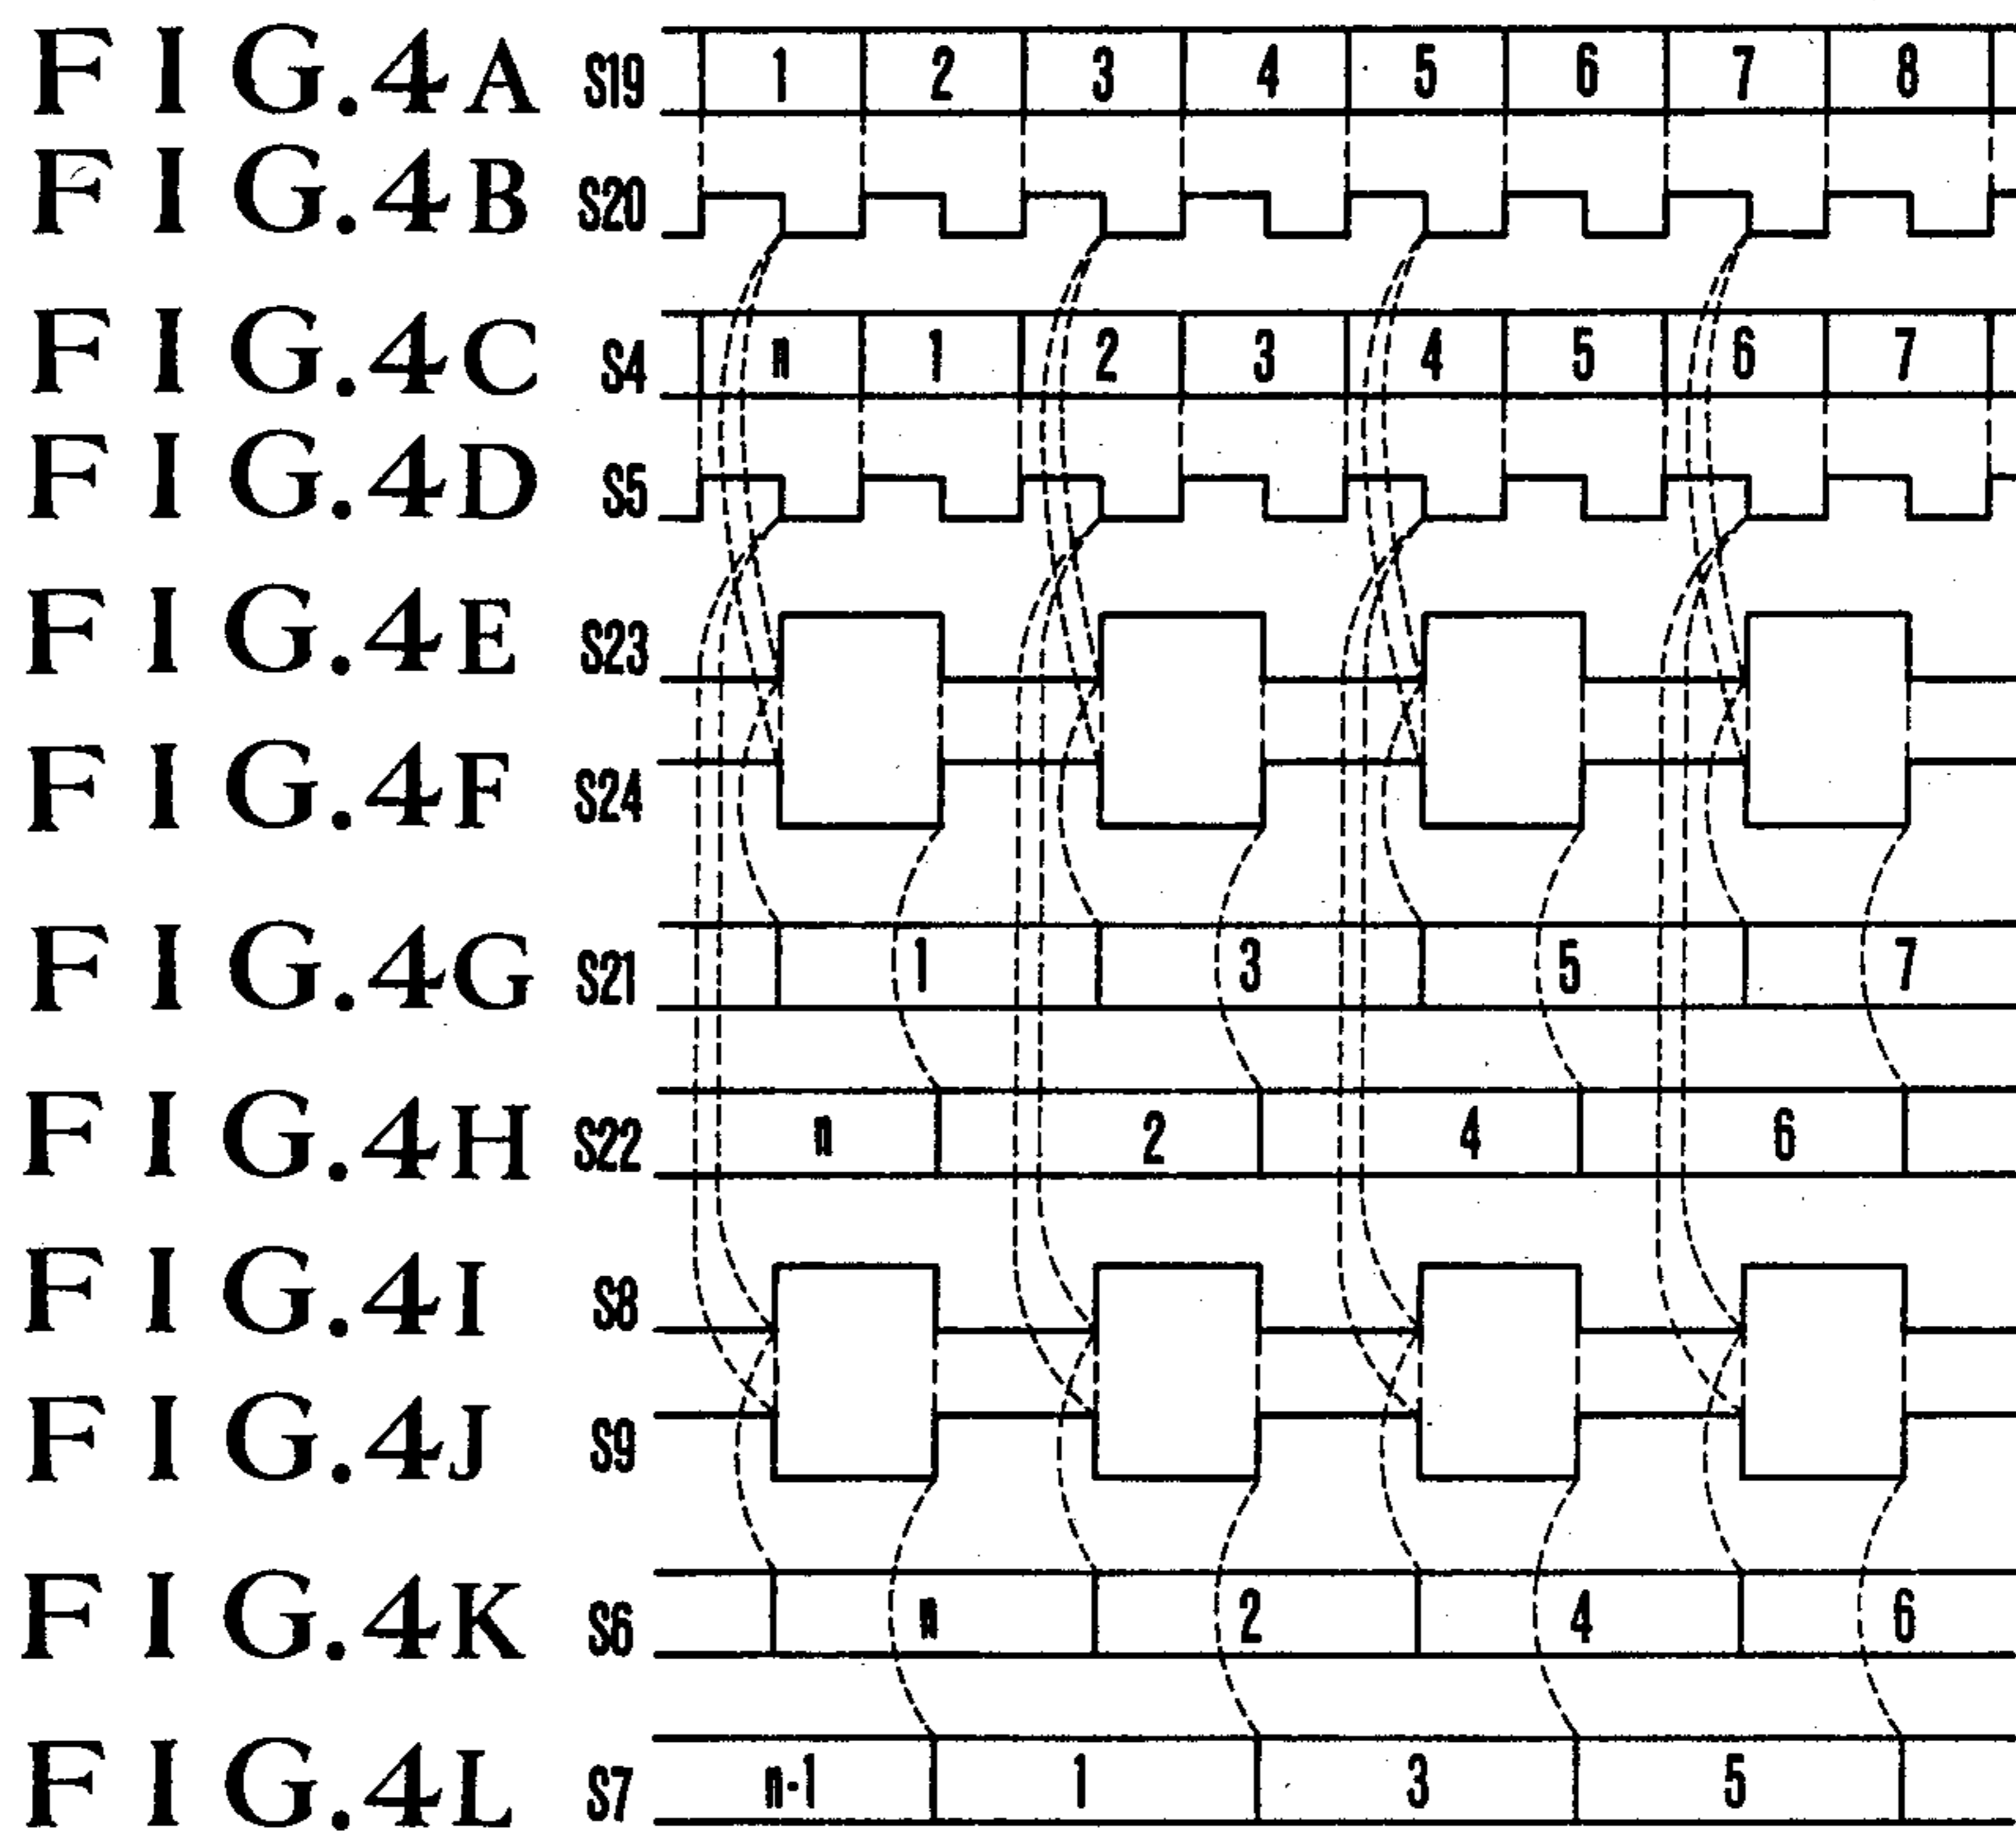 FIG.4A S19 1 2 3 4 5 6 7 8
FIG.4B S20
FIG.4C S4 n 1 2 3 4 5 6 7
FIG.4D S5
FIG.4E S23
FIG.4F S24
FIG.4G S21 1 3 5 7
FIG.4H S22 n 2 4 6
FIG.4I S8
FIG.4J S9
FIG.4K S6 n 2 4 6
FIG.4L S7 n-1 1 3 5